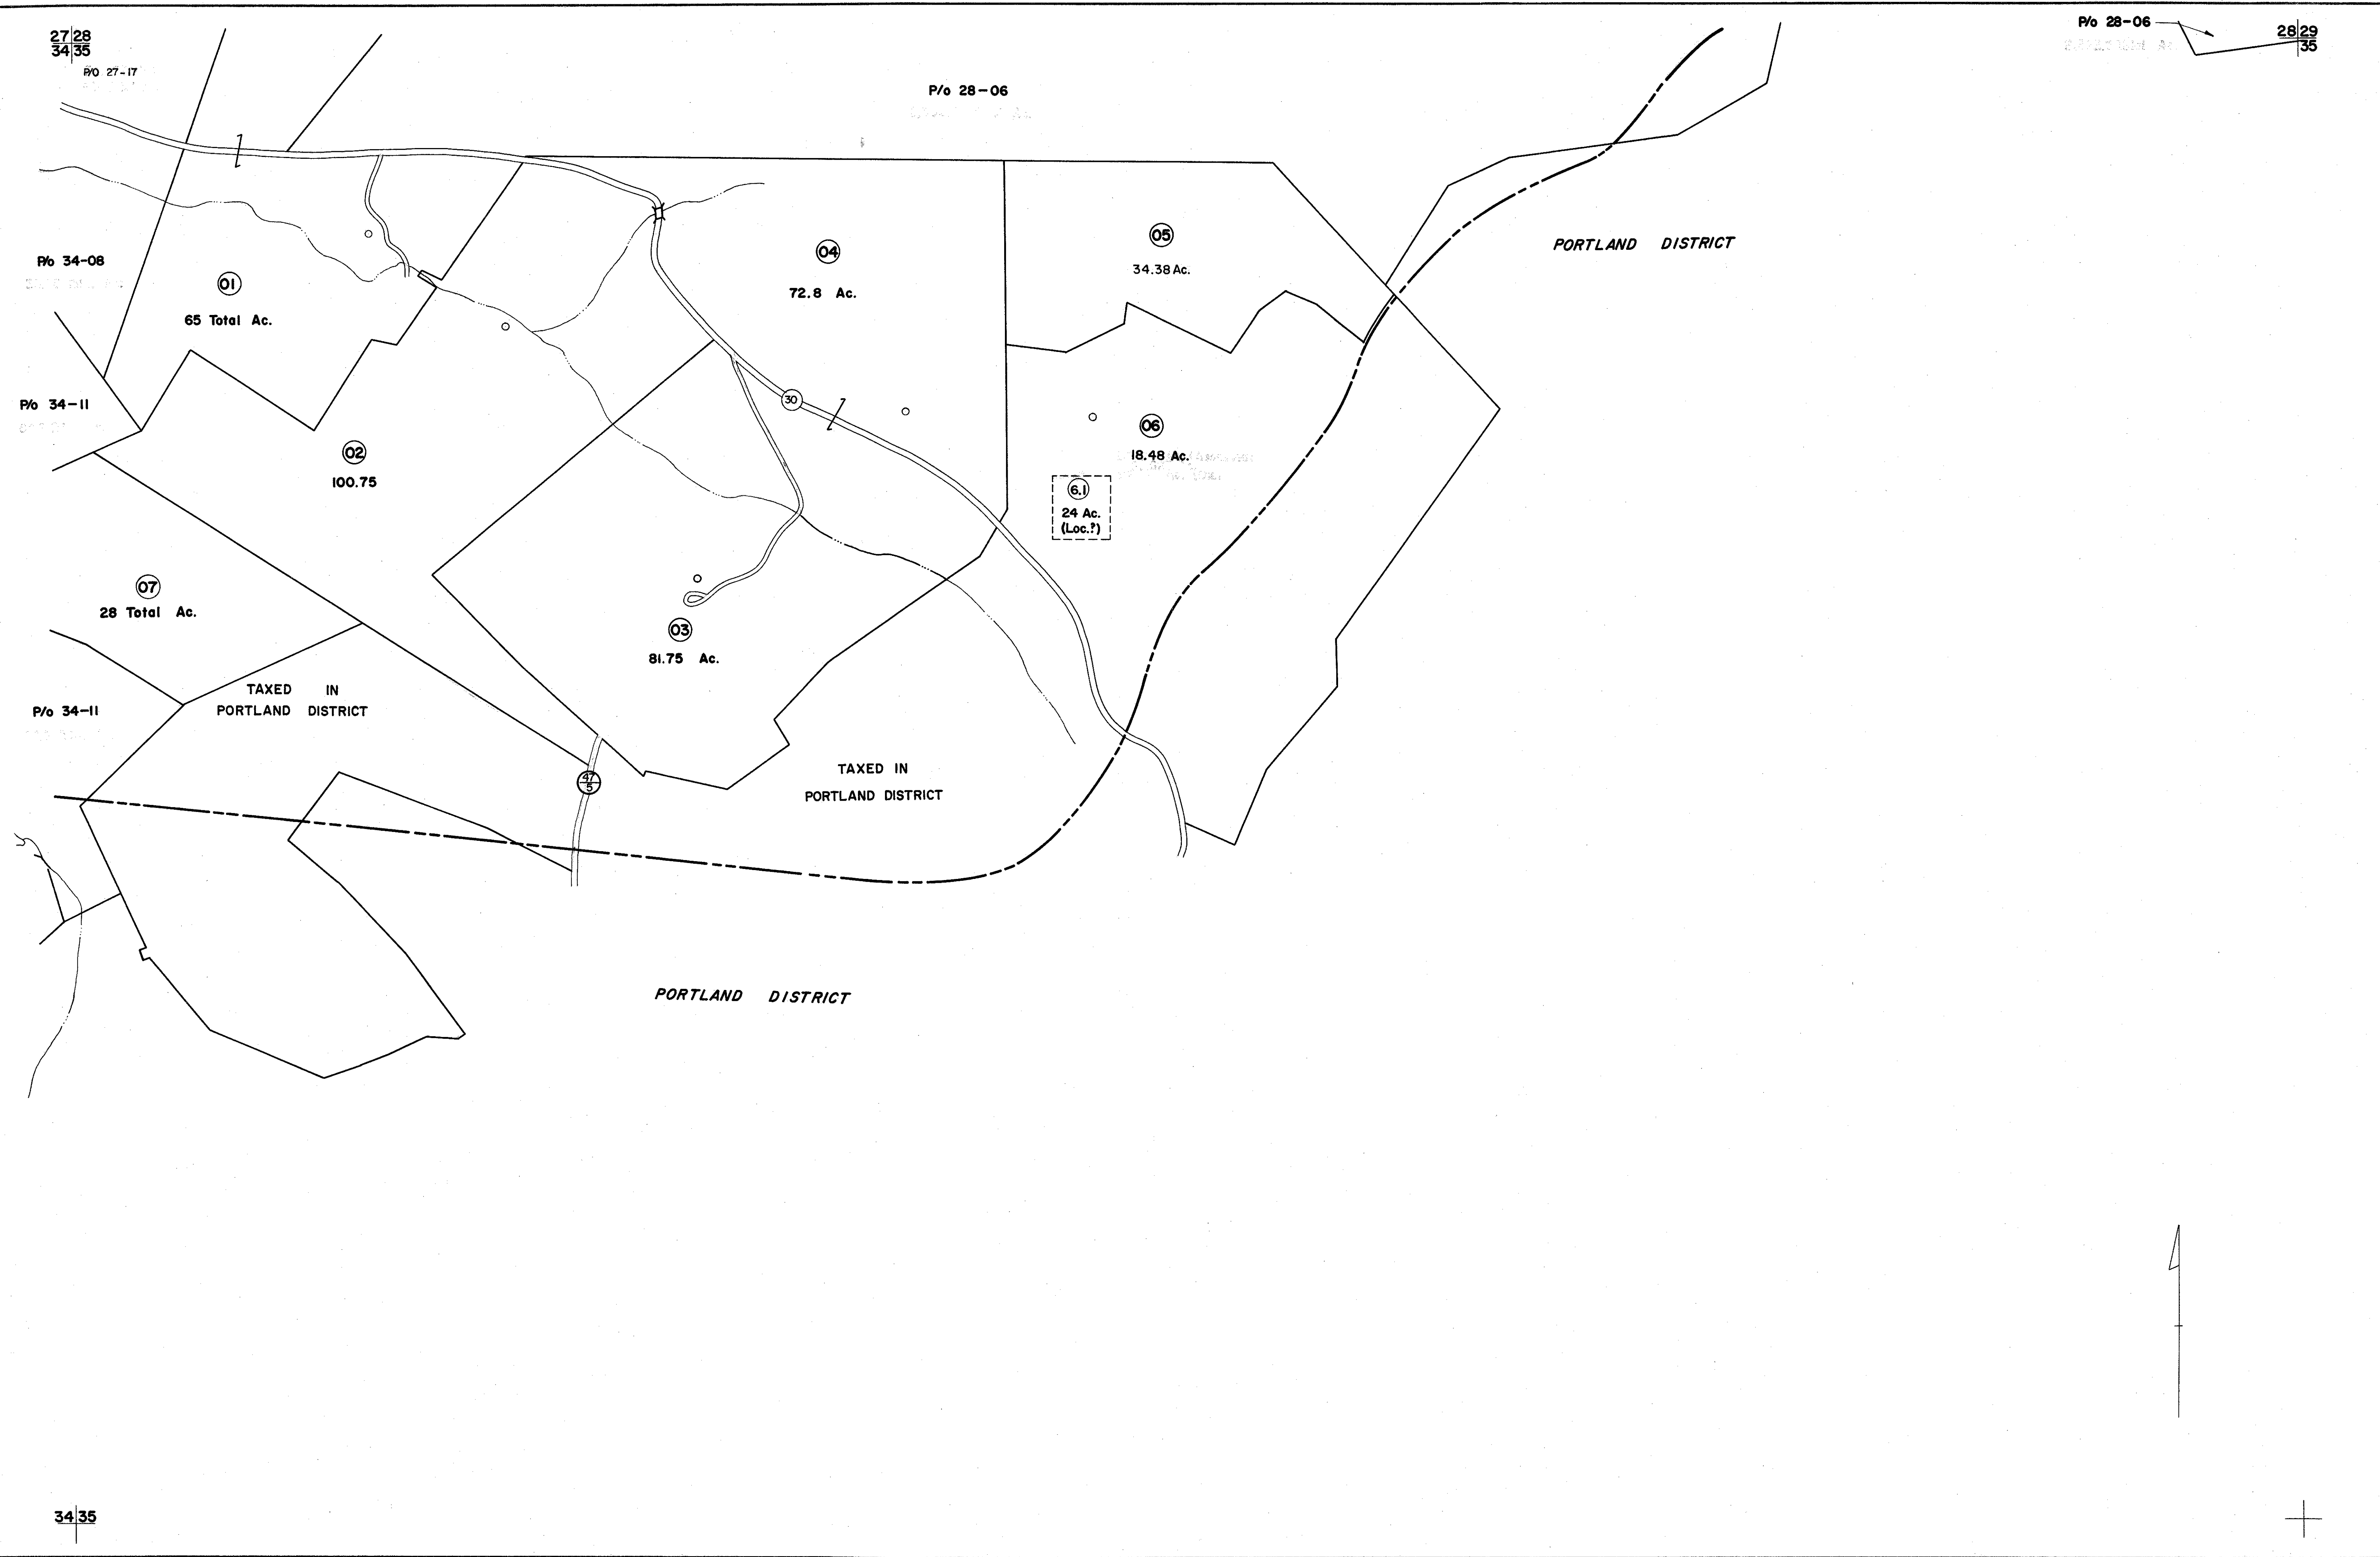 27 28
34 35
P/O 27-17
P/o 28-06
P/o 28-06
28 29
35
PORTLAND DISTRICT
P/o 34-08
01
65 Total Ac.
04
72.8 Ac.
05
34.38 Ac.
P/o 34-11
30
02
100.75
06
18.48 Ac.
6.1
24 Ac.
(Loc.?)
07
28 Total Ac.
03
81.75 Ac.
P/o 34-11
TAXED IN
PORTLAND DISTRICT
47
5
TAXED IN
PORTLAND DISTRICT
PORTLAND DISTRICT
34 35